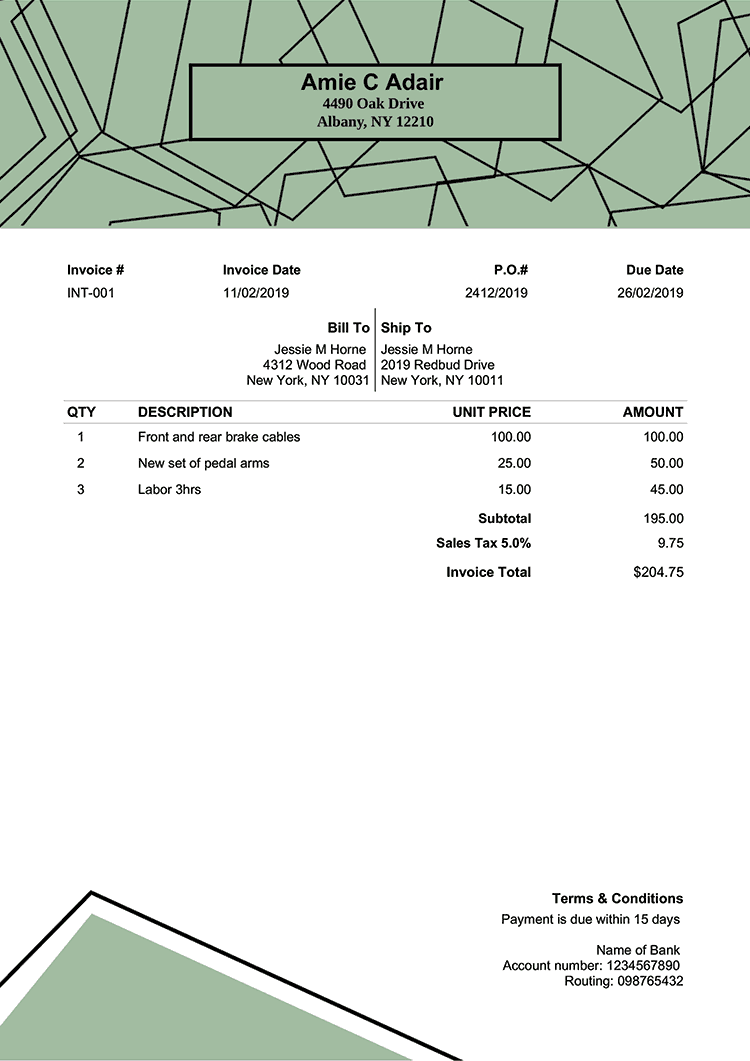 Amie C Adair
4490 Oak Drive
Albany, NY 12210
Invoice # Invoice Date P.O.# Due Date
INT-001 11/02/2019 2412/2019 26/02/2019
Bill To Ship To
Jessie M Horne Jessie M Horne
4312 Wood Road 2019 Redbud Drive
New York, NY 10031 New York, NY 10011
QTY DESCRIPTION UNIT PRICE AMOUNT
1 Front and rear brake cables 100.00 100.00
2 New set of pedal arms 25.00 50.00
3 Labor 3hrs 15.00 45.00
Subtotal 195.00
Sales Tax 5.0% 9.75
Invoice Total $204.75
Terms & Conditions
Payment is due within 15 days
Name of Bank
Account number: 1234567890
Routing: 098765432